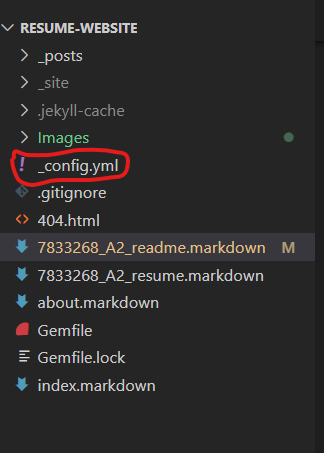 RESUME-WEBSITE
_posts
_site
.jekyll-cache
Images
! _config.yml
.gitignore
<> 404.html
7833268_A2_readme.markdown M
7833268_A2_resume.markdown
about.markdown
Gemfile
Gemfile.lock
index.markdown